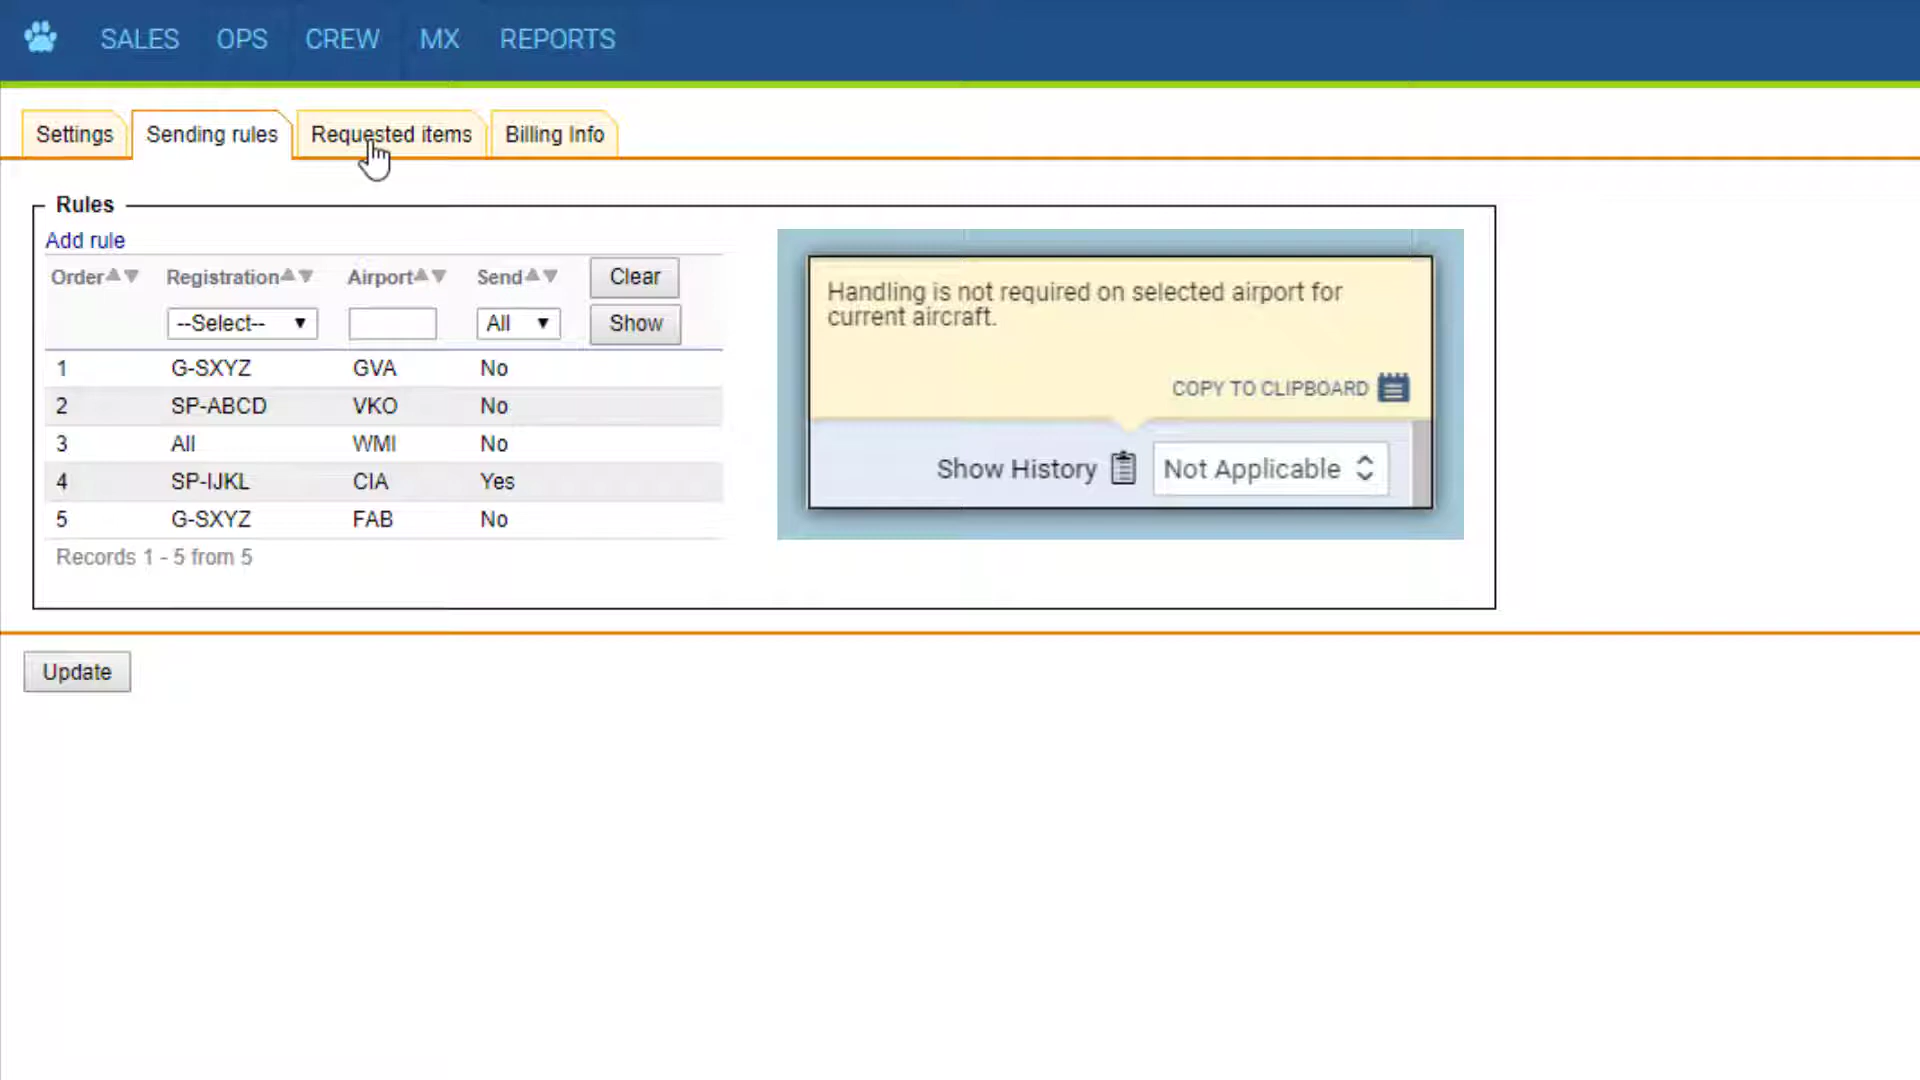 SALES OPS CREW MX REPORTS
Settings Sending rules Requested items Billing Info
Rules
Add rule
Order Registration Airport Send Clear
--Select-- All Show
1 G-SXYZ GVA No
2 SP-ABCD VKO No
3 All WMI No
4 SP-IJKL CIA Yes
5 G-SXYZ FAB No
Records 1 - 5 from 5
Handling is not required on selected airport for
current aircraft.
COPY TO CLIPBOARD
Show History Not Applicable
Update